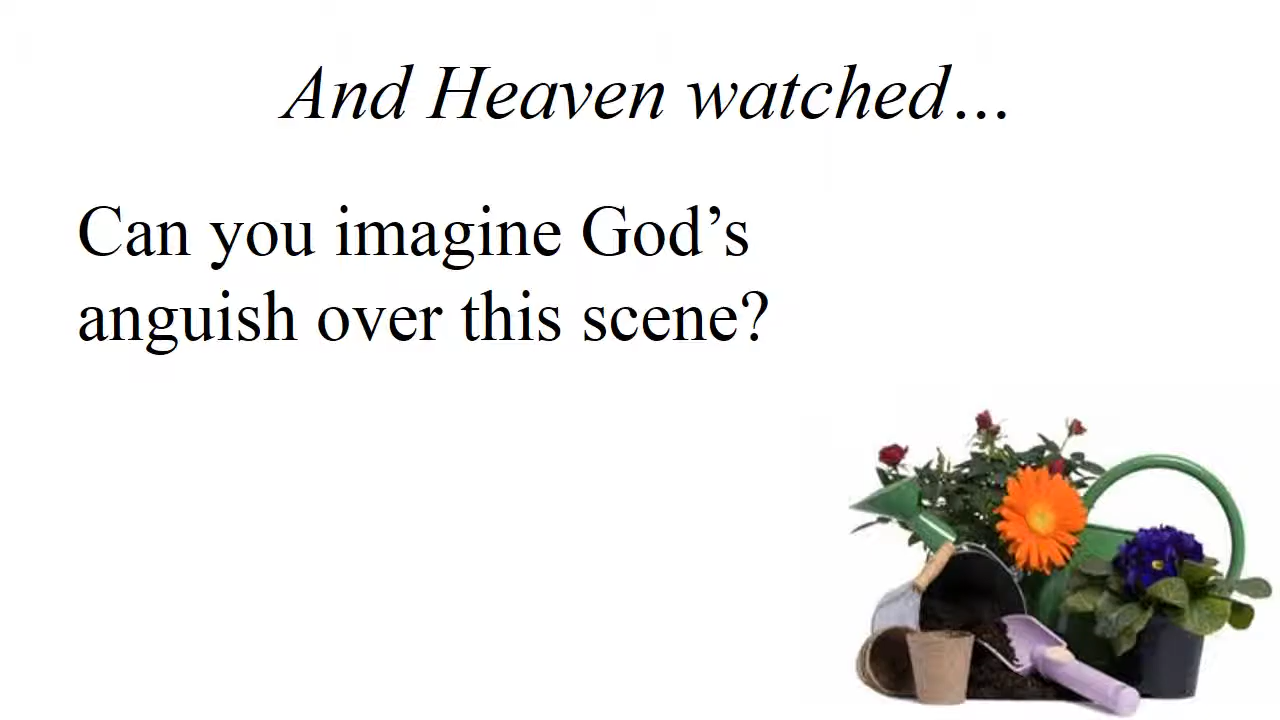 And Heaven watched…
Can you imagine God’s
anguish over this scene?